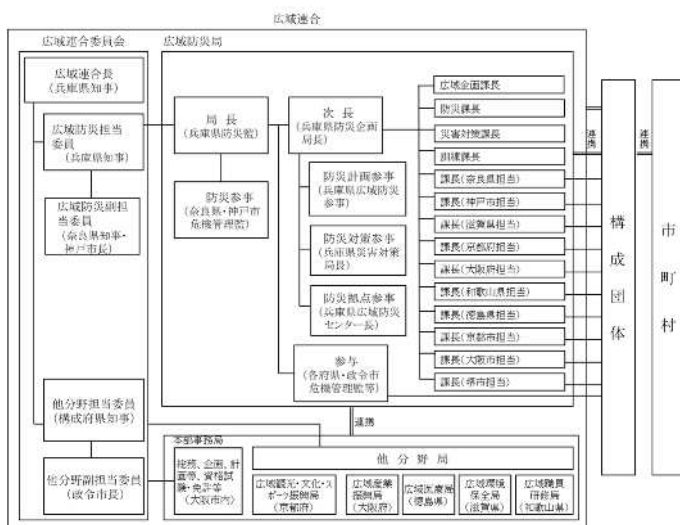 広域連合
広域連合委員会
広域連合長
(兵庫県知事)
広域防災担当
委員
(兵庫県知事)
広域防災副担
当委員
(奈良県知事・
神戸市長)
他分野担当委員
(構成府県知事)
他分野副担当委員
(政令市長)
広域防災局
局長
(兵庫県防災監)
防災参事
(奈良県・神戸市
危機管理監)
次長
(兵庫県防災企画
局長)
防災計画参事
(兵庫県広域防災
参事)
防災対策参事
(兵庫県災害対策
局長)
防災拠点参事
(兵庫県広域防災
センター長)
参与
(各府県・政令市
危機管理監等)
広域企画課長
防災課長
災害対策課長
訓練課長
課長(奈良県担当)
課長(神戸市担当)
課長(滋賀県担当)
課長(京都府担当)
課長(大阪府担当)
課長(和歌山県担当)
課長(徳島県担当)
課長(京都市担当)
課長(大阪市担当)
課長(堺市担当)
連携
構成団体
連携
市町村
連携
本部事務局
総務、企画、計
画等、資格試
験・免許等
(大阪市内)
他分野局
広域観光・文化・ス
ポーツ振興局
(京都府)
広域産業
振興局
(大阪府)
広域医療局
(徳島県)
広域環境
保全局
(滋賀県)
広域職員
研修局
(和歌山県)